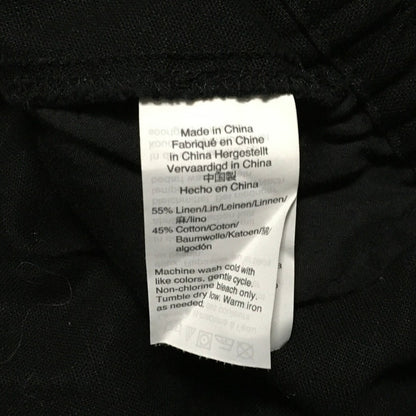 Made in China
Fabriqué en Chine
in China Hergestellt
Vervaardigd in China
中国製
Hecho en China
55% Linen/Lin/Leinen/Linnen/
麻/lino
45% Cotton/Coton/
Baumwolle/Katoen/綿/
algodón
Machine wash cold with
like colors, gentle cycle.
Non-chlorine bleach only.
Tumble dry low. Warm iron
as needed.